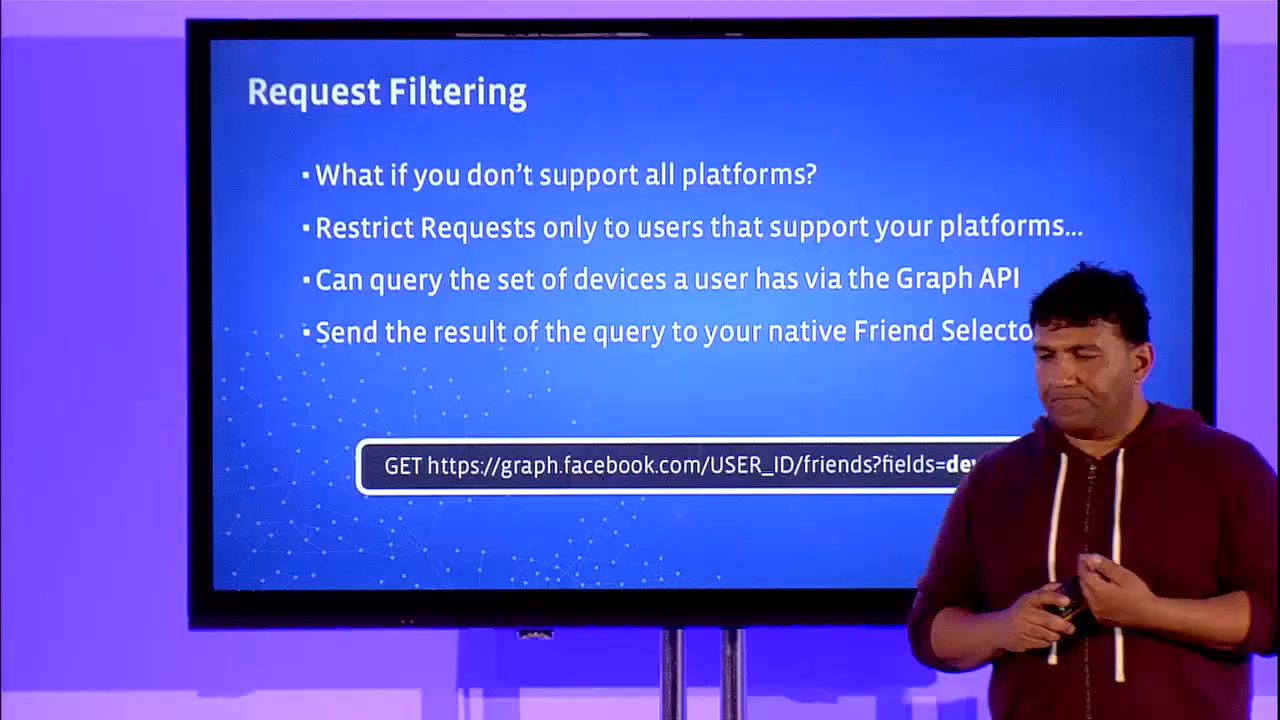 Request Filtering
▪ What if you don't support all platforms?
▪ Restrict Requests only to users that support your platforms...
▪ Can query the set of devices a user has via the Graph API
▪ Send the result of the query to your native Friend
GET https://graph.facebook.com/USER_ID/friends?fields=